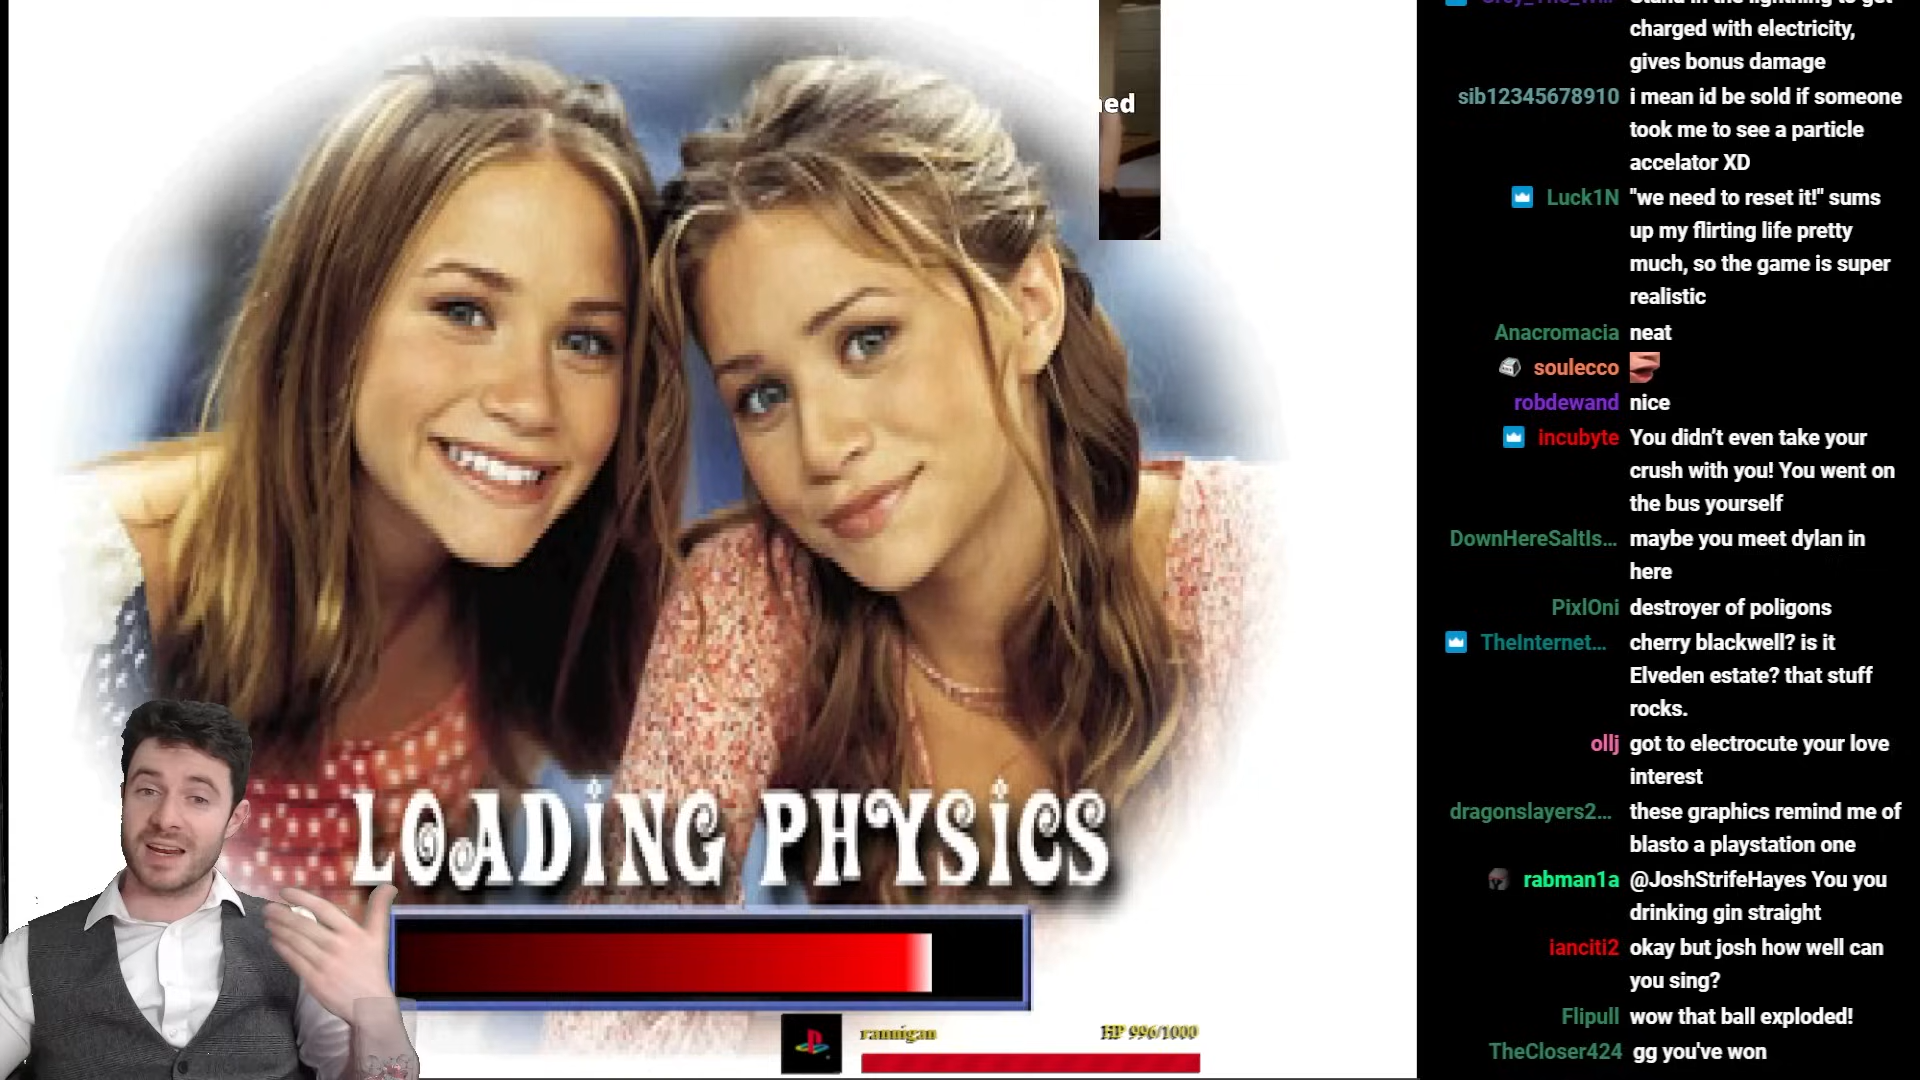 charged with electricity,
gives bonus damage
sib12345678910 i mean id be sold if someone
took me to see a particle
accelator XD
Luck1N "we need to reset it!" sums
up my flirting life pretty
much, so the game is super
realistic
Anacromacia neat
soulecco
robdewand nice
incubyte You didn't even take your
crush with you! You went on
the bus yourself
DownHereSaltIs… maybe you meet dylan in
here
PixlOni destroyer of poligons
TheInternet… cherry blackwell? is it
Elveden estate? that stuff
rocks.
ollj got to electrocute your love
interest
dragonslayers2… these graphics remind me of
blasto a playstation one
rabman1a @JoshStrifeHayes You you
drinking gin straight
ianciti2 okay but josh how well can
you sing?
Flipull wow that ball exploded!
TheCloser424 gg you've won
LOADING PHYSICS
rannigan HP 996/1000